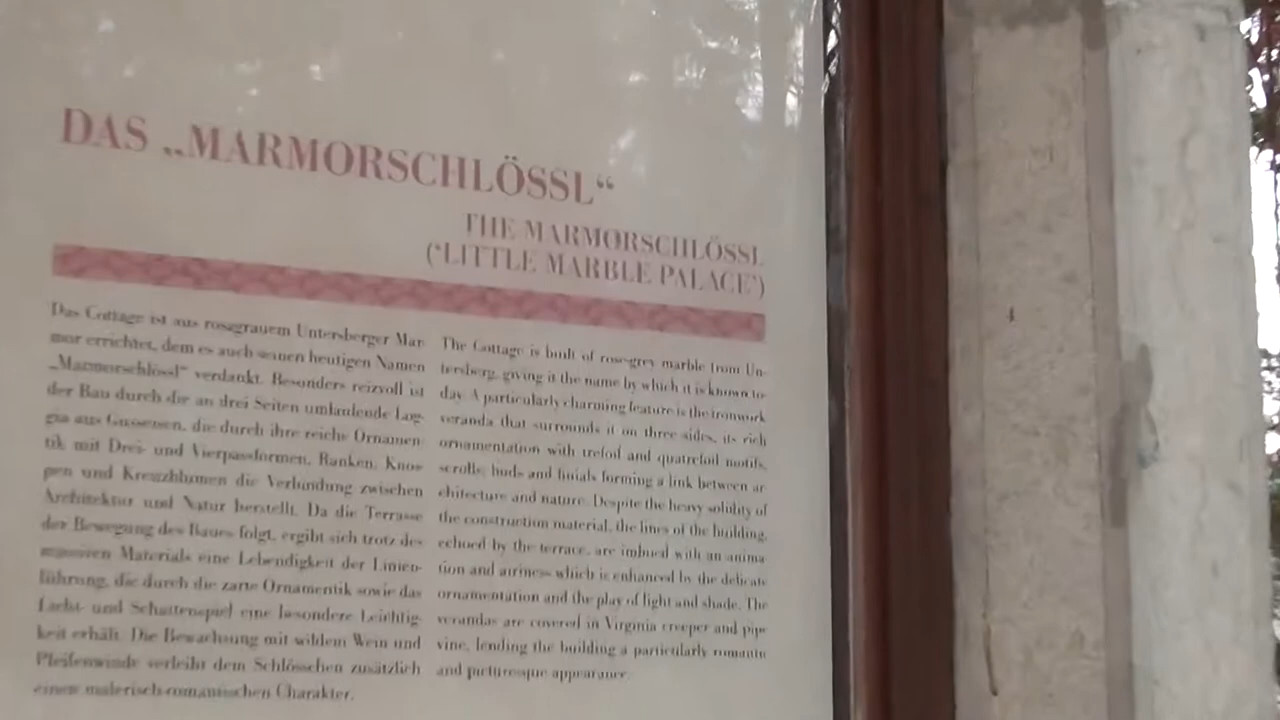 DAS „MARMORSCHLÖSSL“
THE MARMORSCHLÖSSL
(‘LITTLE MARBLE PALACE’)
Das Cottage ist aus rosagrauem Untersberger Mar-
mor errichtet, dem es auch seinen heutigen Namen
„Marmorschlössl“ verdankt. Besonders reizvoll ist
der Bau durch die an drei Seiten umlaufende Log-
gia aus Gusseisen, die durch ihre reiche Ornamen-
tik mit Drei- und Vierpassformen, Ranken, Knos-
pen und Kreuzblumen die Verbindung zwischen
Architektur und Natur herstellt. Da die Terrasse
der Bewegung des Baues folgt, ergibt sich trotz des
massiven Materials eine Lebendigkeit der Linien-
führung, die durch die zarte Ornamentik sowie das
Licht- und Schattenspiel eine besondere Leichtig-
keit erhält. Die Bewachsung mit wildem Wein und
Pfeifenwinde verleiht dem Schlösschen zusätzlich
einen malerisch-romantischen Charakter.
The Cottage is built of rose-grey marble from Un-
tersberg, giving it the name by which it is known to-
day. A particularly charming feature is the ironwork
veranda that surrounds it on three sides, its rich
ornamentation with trefoil and quatrefoil motifs,
scrolls, buds and finials forming a link between ar-
chitecture and nature. Despite the heavy solidity of
the construction material, the lines of the building,
echoed by the terrace, are imbued with an anima-
tion and airiness which is enhanced by the delicate
ornamentation and the play of light and shade. The
verandas are covered in Virginia creeper and pipe
vine, lending the building a particularly romantic
and picturesque appearance.